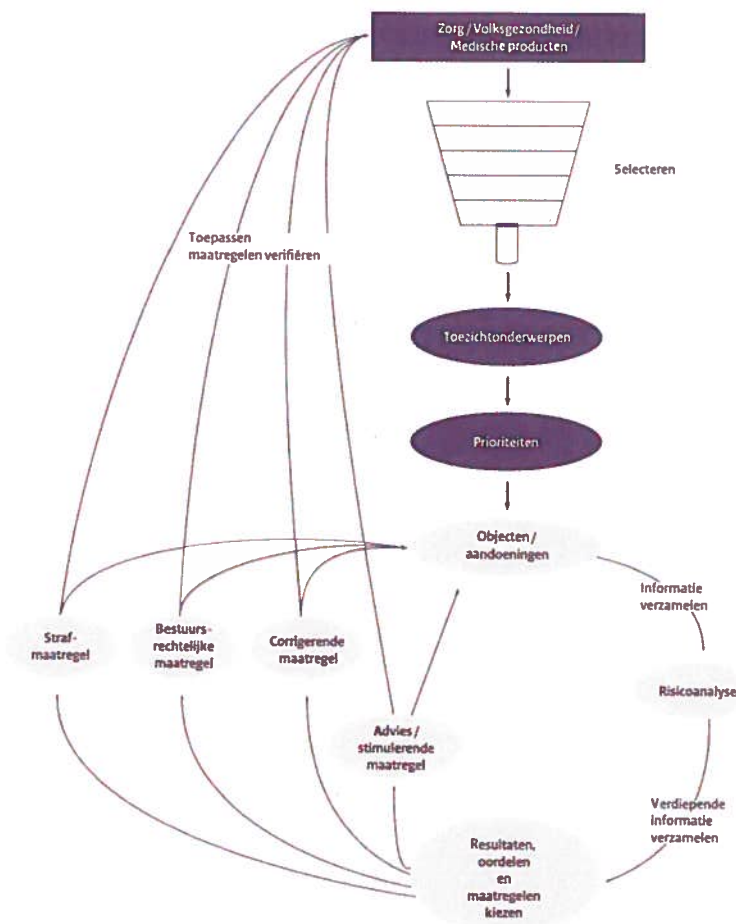 Zorg / Volksgezondheid /
Medische producten
Selecteren
Toepassen
maatregelen verifiëren
Toezichtonderwerpen
Prioriteiten
Objecten /
aandoeningen
Informatie
verzamelen
Straf-
maatregel
Bestuurs-
rechtelijke
maatregel
Corrigerende
maatregel
Risicoanalyse
Advies /
stimulerende
maatregel
Verdiepende
informatie
verzamelen
Resultaten,
oordelen
en
maatregelen
kiezen